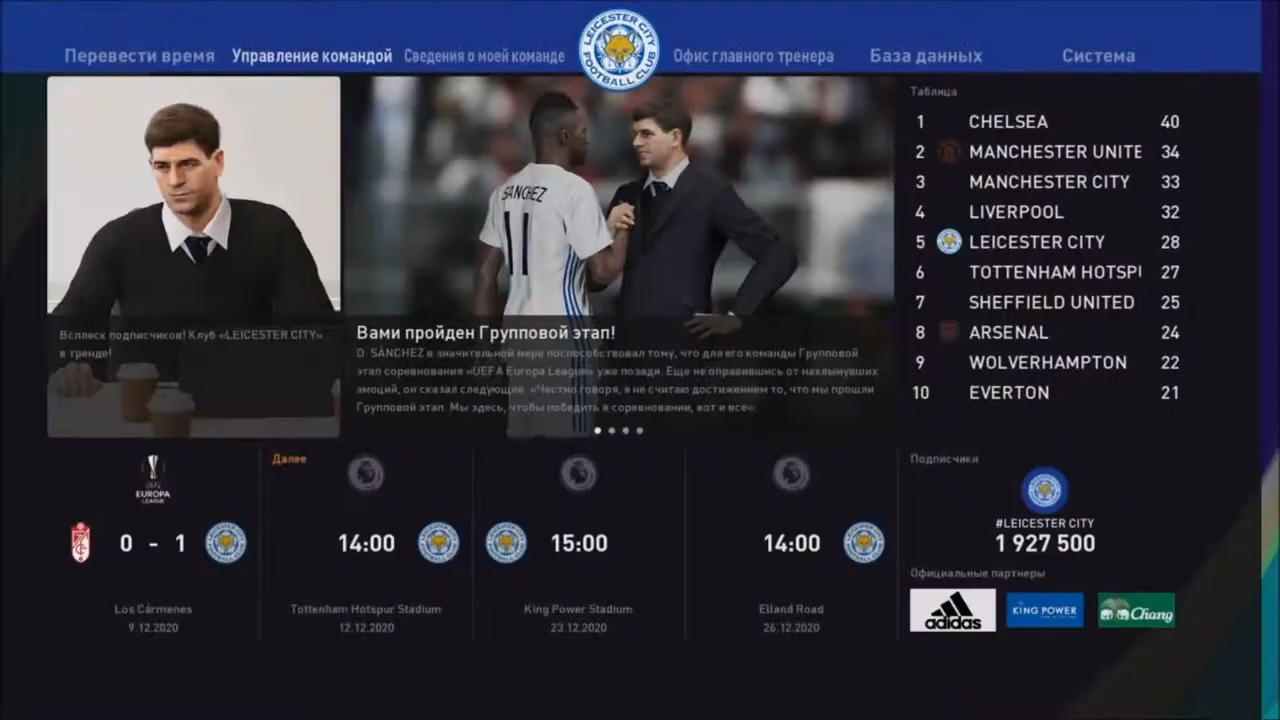 Перевести время
Управление командой
Сведения о моей команде
LEICESTER CITY
FOOTBALL CLUB
Офис главного тренера
База данных
Система
Всплеск подписчиков! Клуб «LEICESTER CITY»
в тренде!
SANCHEZ
11
Вами пройден Групповой этап!
D. SÁNCHEZ в значительной мере поспособствовал тому, что для его команды Групповой
этап соревнования «UEFA Europa League» уже позади. Еще не оправившись от нахлынувших
эмоций, он сказал следующее. «Честно говоря, я не считаю достижением то, что мы прошли
Групповой этап. Мы здесь, чтобы победить в соревновании, вот и все».
Таблица
1 CHELSEA 40
2 MANCHESTER UNITE 34
3 MANCHESTER CITY 33
4 LIVERPOOL 32
5 LEICESTER CITY 28
6 TOTTENHAM HOTSPU 27
7 SHEFFIELD UNITED 25
8 ARSENAL 24
9 WOLVERHAMPTON 22
10 EVERTON 21
UEFA
EUROPA
LEAGUE
0 - 1
Los Cármenes
9.12.2020
Далее
14:00
Tottenham Hotspur Stadium
12.12.2020
15:00
King Power Stadium
23.12.2020
14:00
Elland Road
26.12.2020
Подписчики
#LEICESTER CITY
1 927 500
Официальные партнеры
adidas
KING POWER
Chang